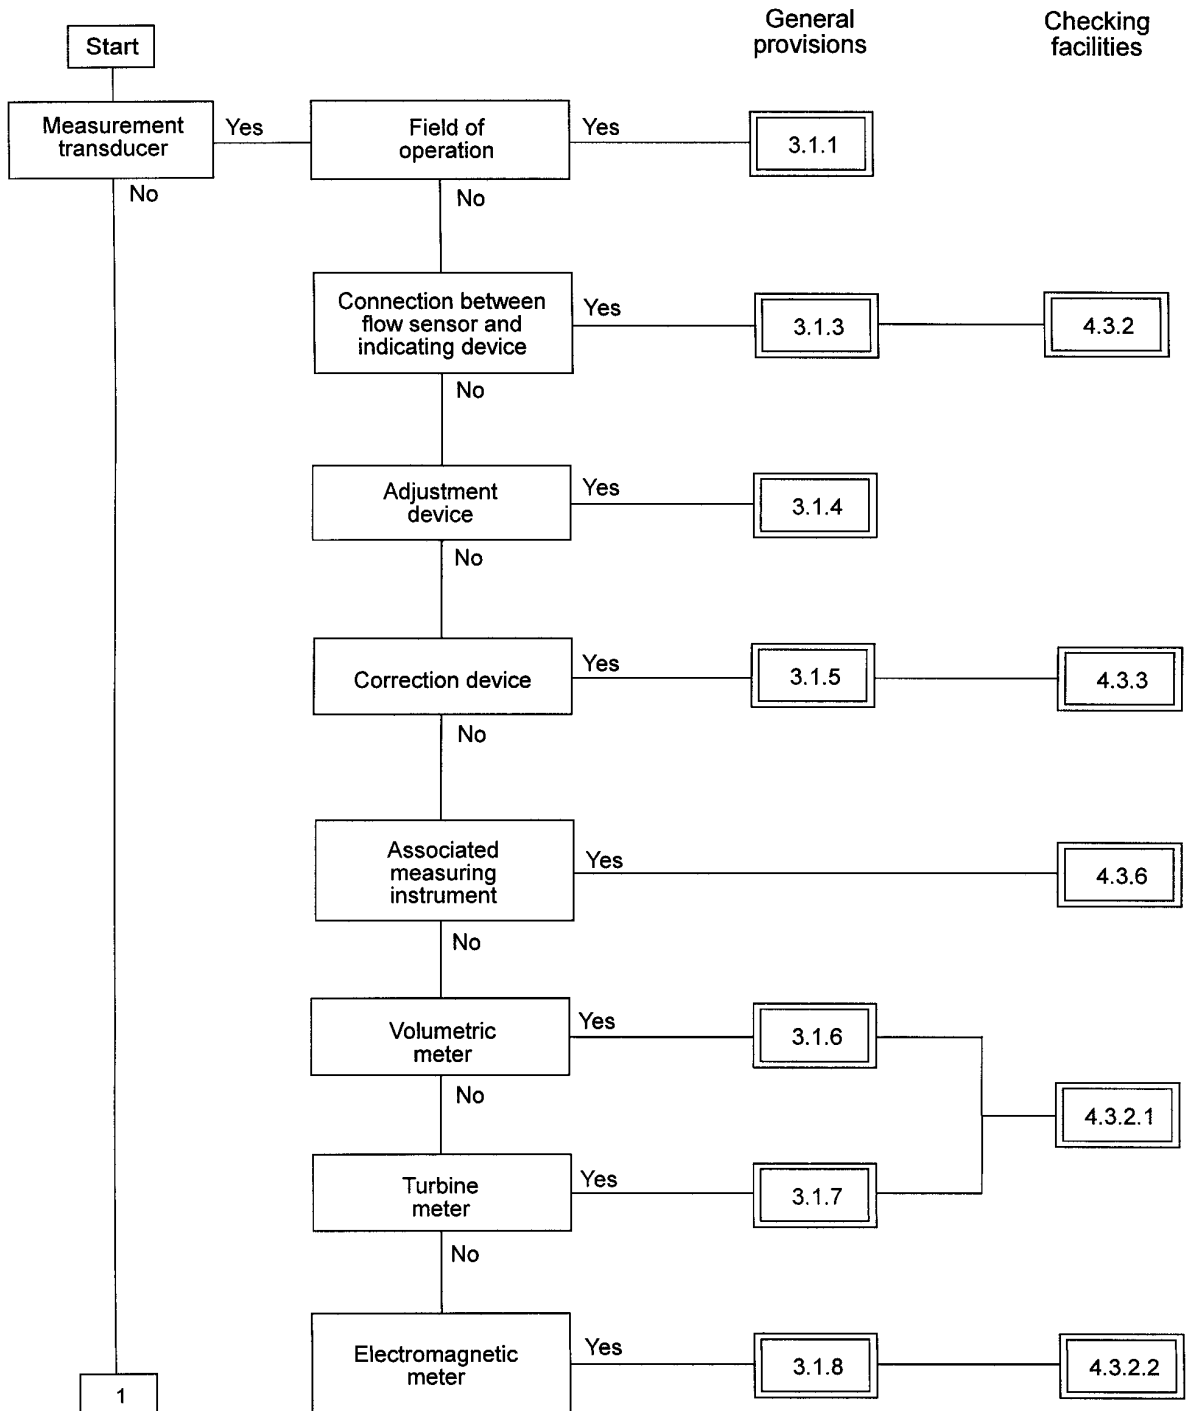 General
provisions
Checking
facilities
Start
Measurement
transducer
Yes
Field of
operation
Yes
3.1.1
No
No
Connection between
flow sensor and
indicating device
Yes
3.1.3
4.3.2
No
Adjustment
device
Yes
3.1.4
No
Correction device
Yes
3.1.5
4.3.3
No
Associated
measuring
instrument
Yes
4.3.6
No
Volumetric
meter
Yes
3.1.6
No
4.3.2.1
Turbine
meter
Yes
3.1.7
No
Electromagnetic
meter
Yes
3.1.8
4.3.2.2
1